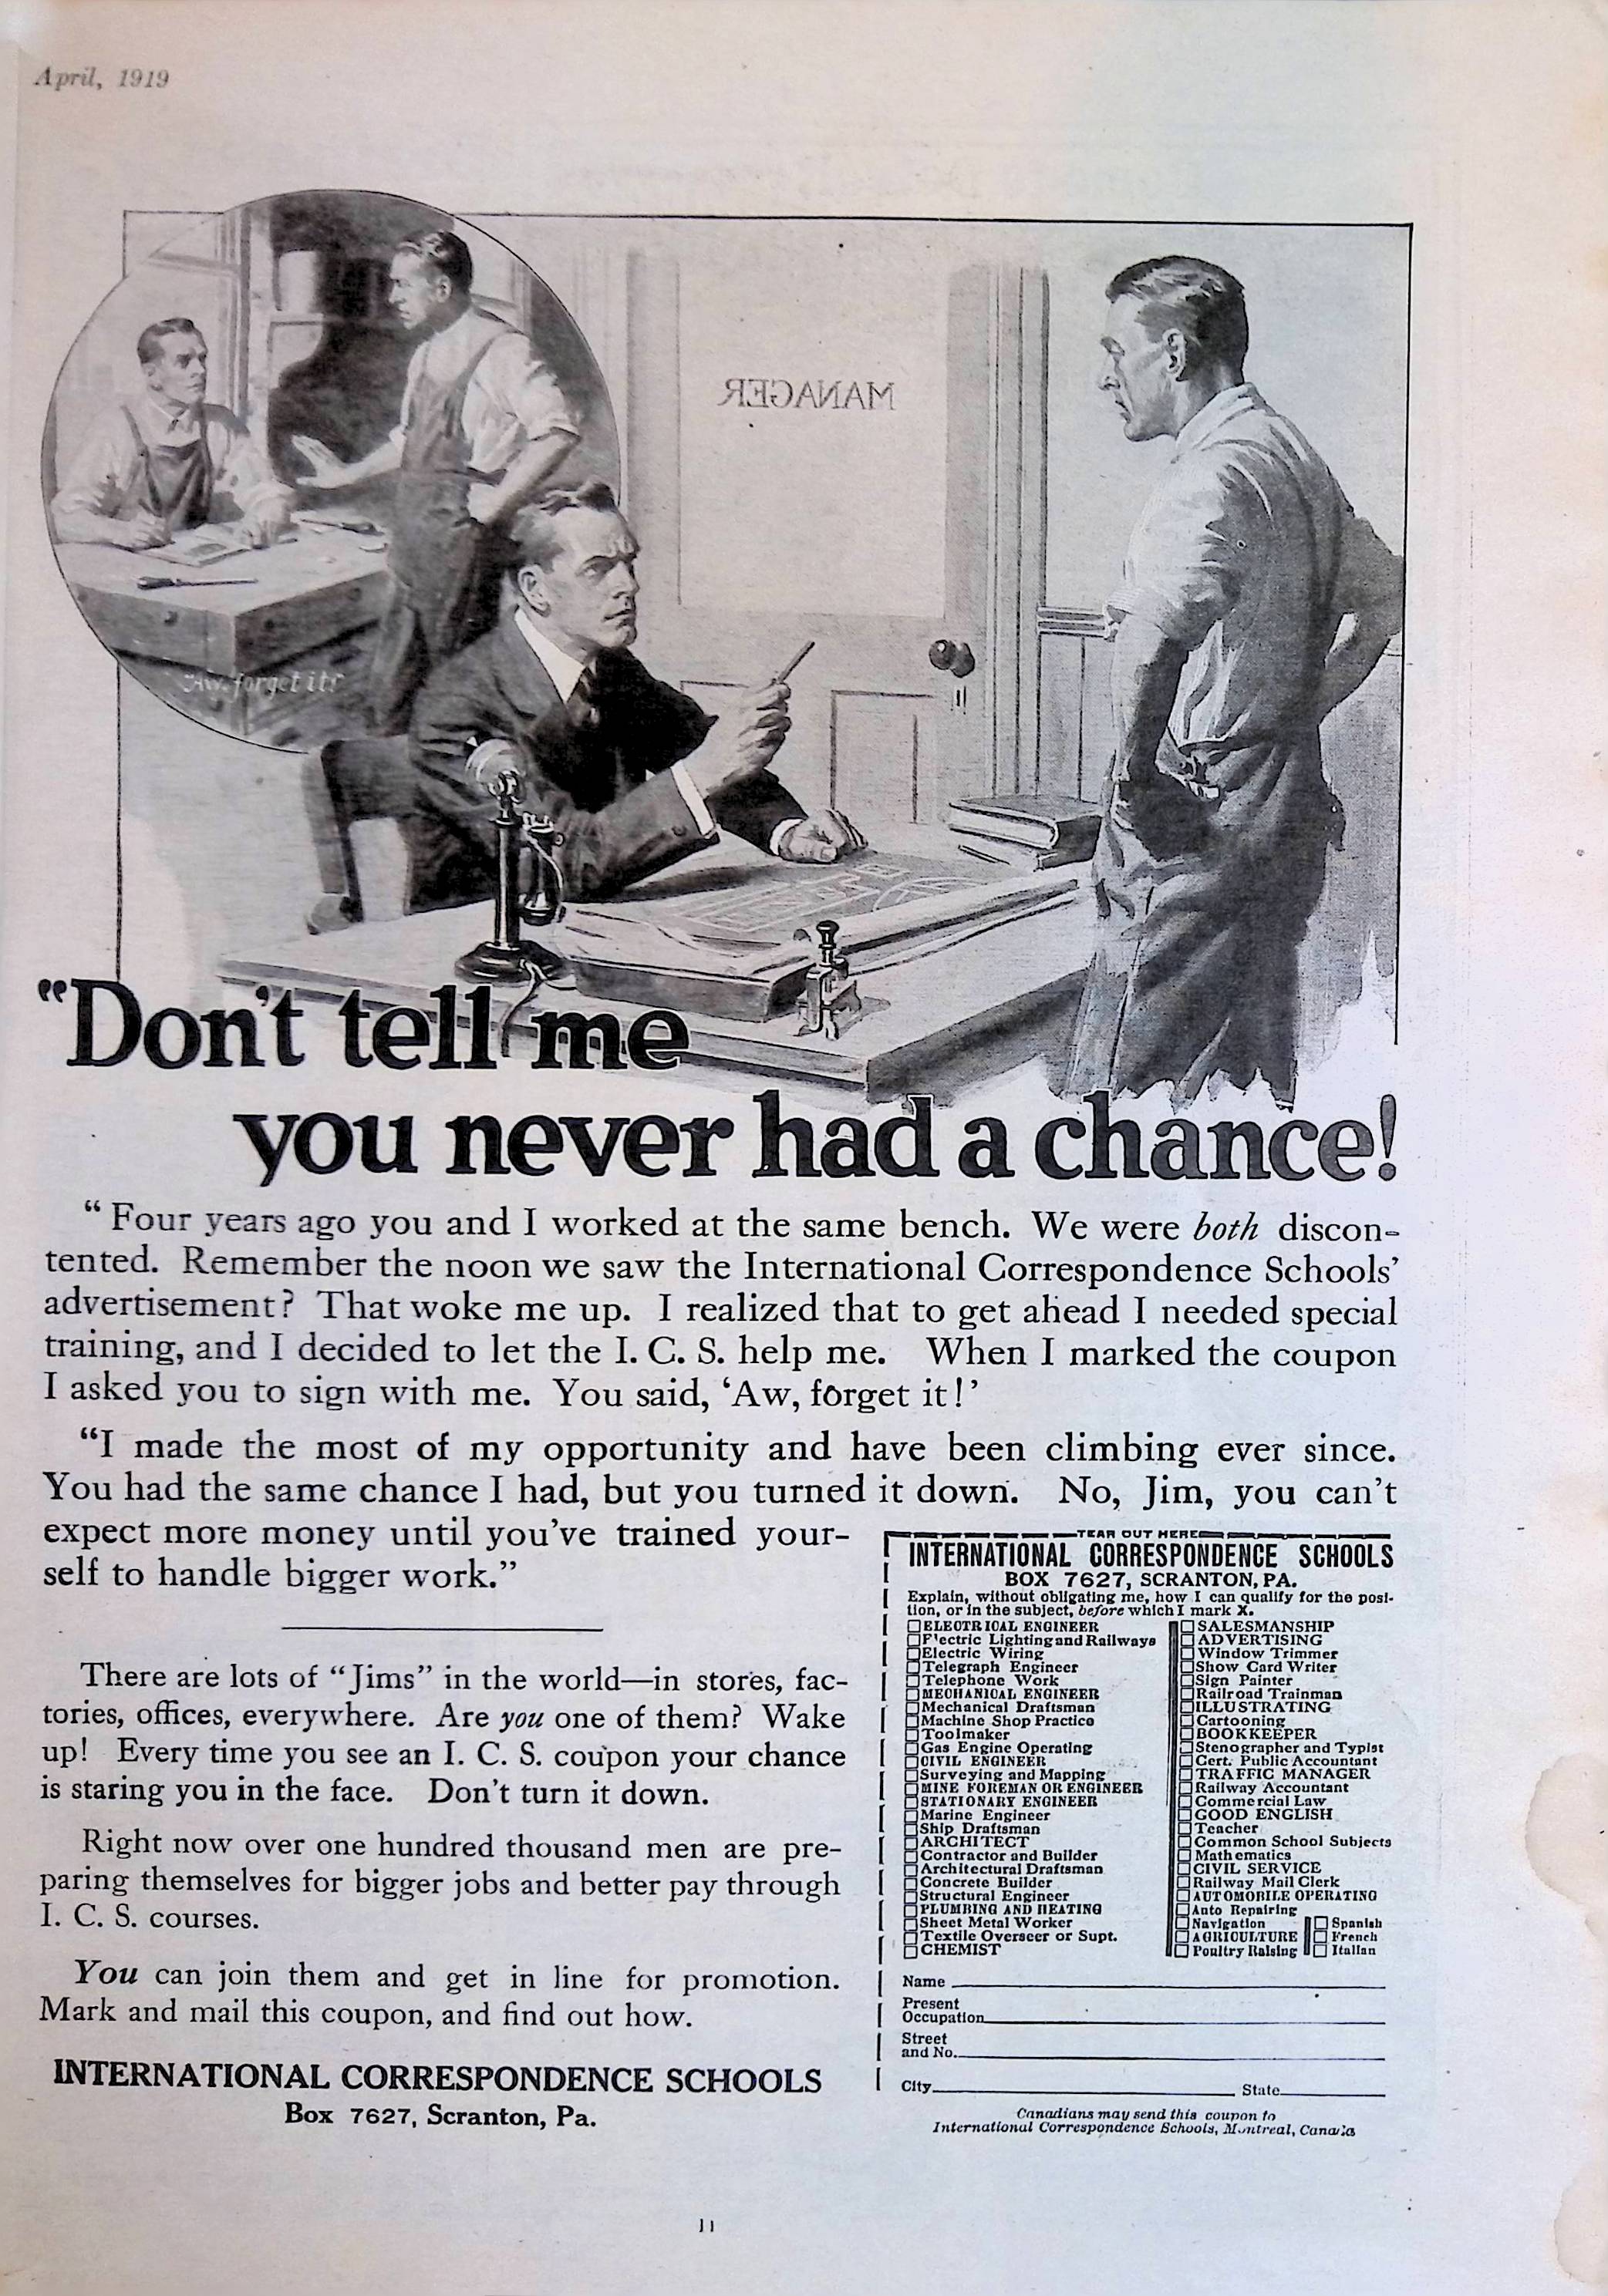 April, 1919
MANAGER
"Aw, forget it!"
"Don't tell me
you never had a chance!
"Four years ago you and I worked at the same bench. We were both discon-
tented. Remember the noon we saw the International Correspondence Schools'
advertisement? That woke me up. I realized that to get ahead I needed special
training, and I decided to let the I. C. S. help me. When I marked the coupon
I asked you to sign with me. You said, 'Aw, forget it!'
"I made the most of my opportunity and have been climbing ever since.
You had the same chance I had, but you turned it down. No, Jim, you can't
expect more money until you've trained your-
self to handle bigger work."
There are lots of "Jims" in the world—in stores, fac-
tories, offices, everywhere. Are you one of them? Wake
up! Every time you see an I. C. S. coupon your chance
is staring you in the face. Don't turn it down.
Right now over one hundred thousand men are pre-
paring themselves for bigger jobs and better pay through
I. C. S. courses.
You can join them and get in line for promotion.
Mark and mail this coupon, and find out how.
INTERNATIONAL CORRESPONDENCE SCHOOLS
Box 7627, Scranton, Pa.
TEAR OUT HERE
INTERNATIONAL CORRESPONDENCE SCHOOLS
BOX 7627, SCRANTON, PA.
Explain, without obligating me, how I can qualify for the posi-
tion, or in the subject, before which I mark X.
ELECTRICAL ENGINEER
Electric Lighting and Railways
Electric Wiring
Telegraph Engineer
Telephone Work
MECHANICAL ENGINEER
Mechanical Draftsman
Machine Shop Practice
Toolmaker
Gas Engine Operating
CIVIL ENGINEER
Surveying and Mapping
MINE FOREMAN OR ENGINEER
STATIONARY ENGINEER
Marine Engineer
Ship Draftsman
ARCHITECT
Contractor and Builder
Architectural Draftsman
Concrete Builder
Structural Engineer
PLUMBING AND HEATING
Sheet Metal Worker
Textile Overseer or Supt.
CHEMIST
SALESMANSHIP
ADVERTISING
Window Trimmer
Show Card Writer
Sign Painter
Railroad Trainman
ILLUSTRATING
Cartooning
BOOKKEEPER
Stenographer and Typist
Cert. Public Accountant
TRAFFIC MANAGER
Railway Accountant
Commercial Law
GOOD ENGLISH
Teacher
Common School Subjects
Mathematics
CIVIL SERVICE
Railway Mail Clerk
AUTOMOBILE OPERATING
Auto Repairing
Navigation
AGRICULTURE
Poultry Raising
Spanish
French
Italian
Name
Present
Occupation
Street
and No.
City State
Canadians may send this coupon to
International Correspondence Schools, Montreal, Canada
11